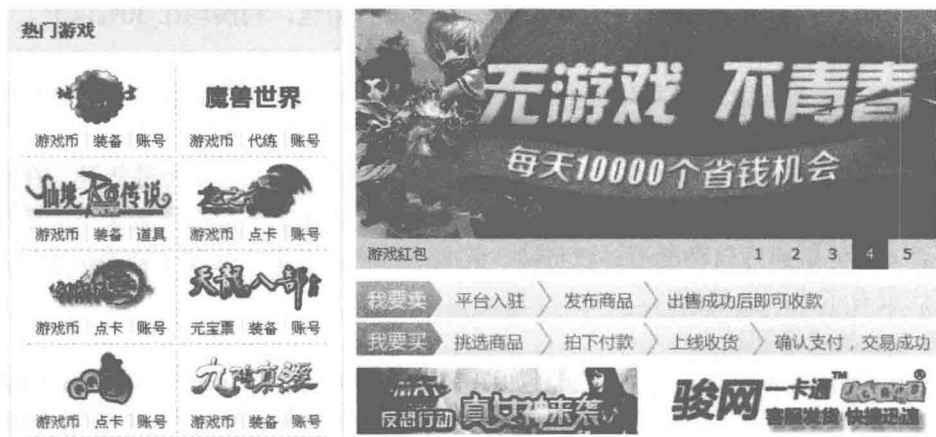 热门游戏
魔兽世界
游戏币 装备 账号
游戏币 代练 账号
仙境传说
游戏币 装备 道具
游戏币 点卡 账号
天龍八部
游戏币 点卡 账号
元宝票 装备 账号
九阴真經
游戏币 点卡 账号
游戏币 装备 账号
无游戏 不青春
每天10000个省钱机会
游戏红包 1 2 3 4 5
我要卖 平台入驻 发布商品 出售成功后即可收款
我要买 挑选商品 拍下付款 上线收货 确认支付，交易成功
反恐行动 真女神来袭
骏网一卡通™
客服发货 快捷迅速